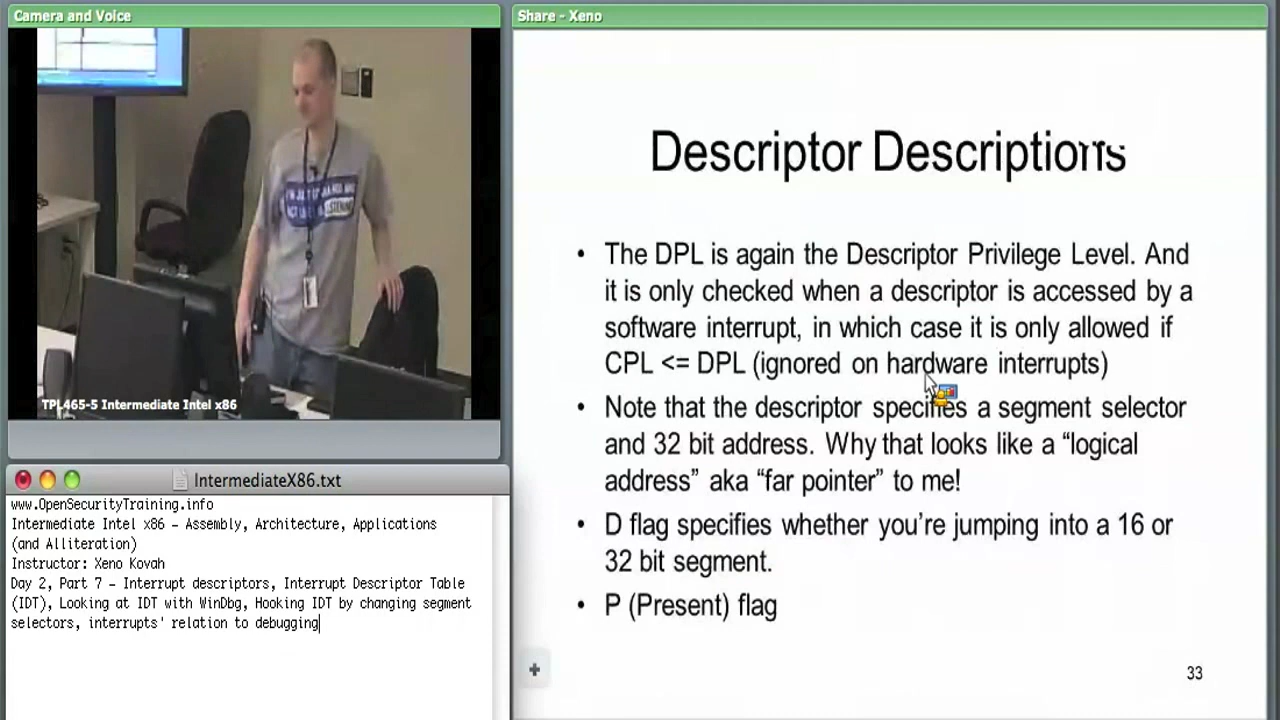 Camera and Voice
TPL465-5 Intermediate Intel x86
IntermediateX86.txt
www.OpenSecurityTraining.info
Intermediate Intel x86 – Assembly, Architecture, Applications
(and Alliteration)
Instructor: Xeno Kovah
Day 2, Part 7 – Interrupt descriptors, Interrupt Descriptor Table
(IDT), Looking at IDT with WinDbg, Hooking IDT by changing segment
selectors, interrupts' relation to debugging
Share - Xeno
Descriptor Descriptions
• The DPL is again the Descriptor Privilege Level. And
it is only checked when a descriptor is accessed by a
software interrupt, in which case it is only allowed if
CPL <= DPL (ignored on hardware interrupts)
• Note that the descriptor specifies a segment selector
and 32 bit address. Why that looks like a “logical
address” aka “far pointer” to me!
• D flag specifies whether you’re jumping into a 16 or
32 bit segment.
• P (Present) flag
33